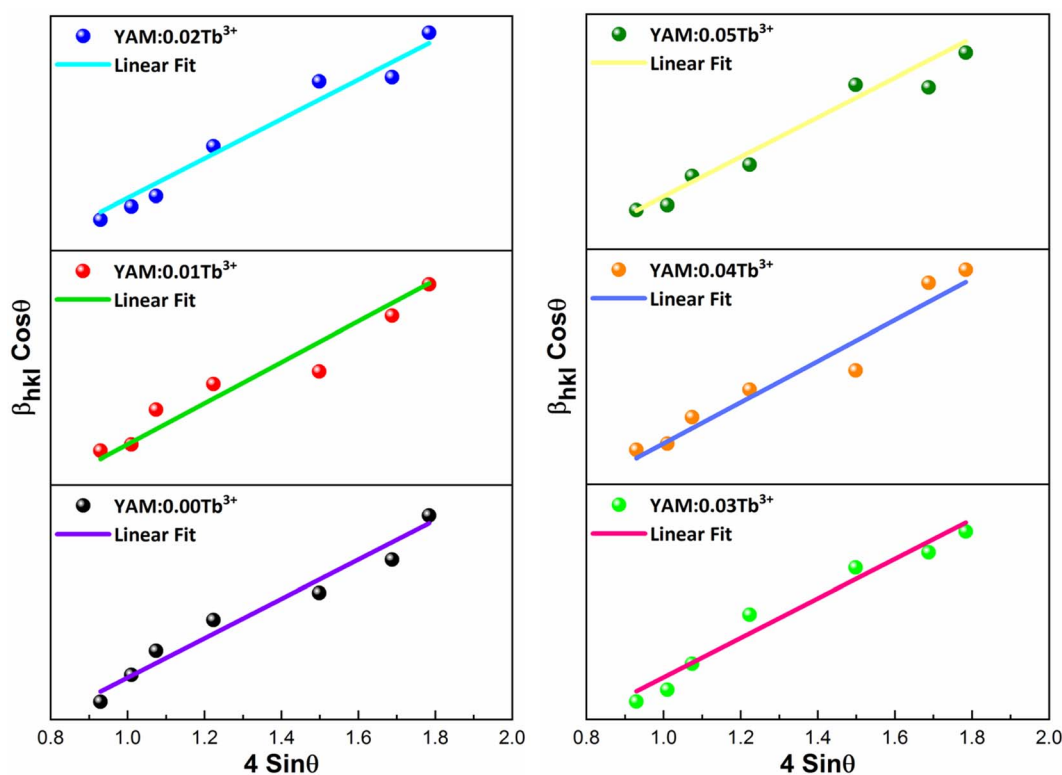 YAM:0.02Tb³⁺
Linear Fit
YAM:0.01Tb³⁺
Linear Fit
YAM:0.00Tb³⁺
Linear Fit
βhkl Cosθ
0.8 1.0 1.2 1.4 1.6 1.8 2.0
4 Sinθ
YAM:0.05Tb³⁺
Linear Fit
YAM:0.04Tb³⁺
Linear Fit
YAM:0.03Tb³⁺
Linear Fit
βhkl Cosθ
0.8 1.0 1.2 1.4 1.6 1.8 2.0
4 Sinθ